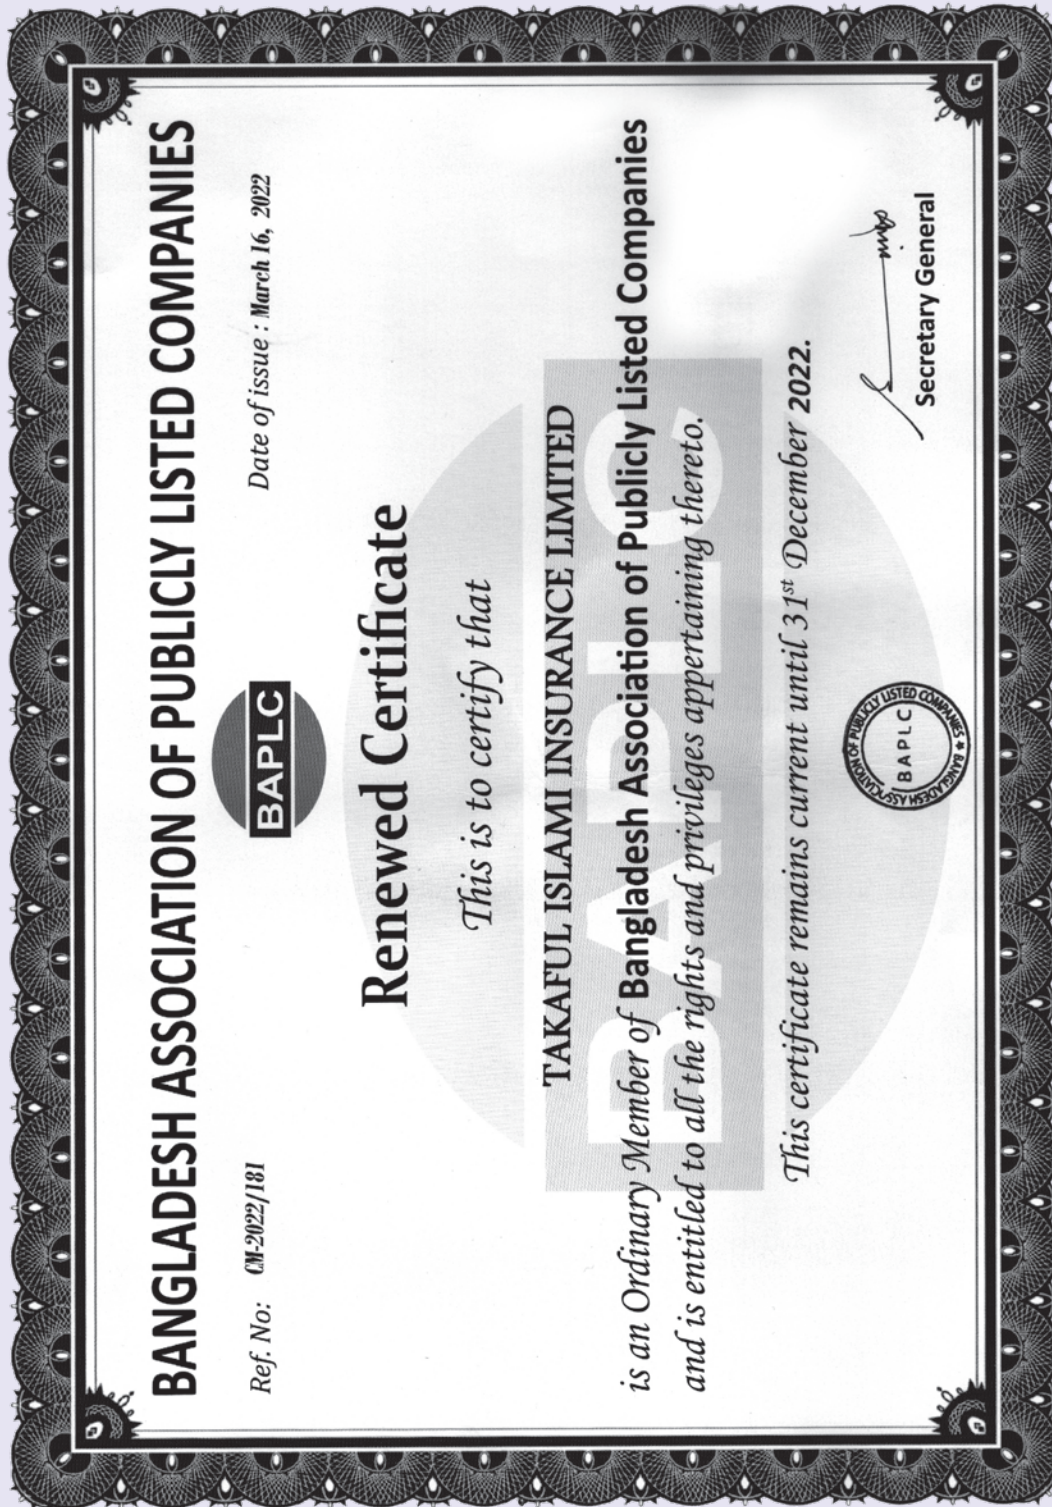 BANGLADESH ASSOCIATION OF PUBLICLY LISTED COMPANIES
Ref. No: CM-2022/181
Date of issue : March 16, 2022
BAPLC
Renewed Certificate
This is to certify that
TAKAFUL ISLAMI INSURANCE LIMITED
is an Ordinary Member of Bangladesh Association of Publicly Listed Companies
and is entitled to all the rights and privileges appertaining thereto.
BAPLC
This certificate remains current until 31st December 2022.
BANGLADESH ASSOCIATION OF PUBLICLY LISTED COMPANIES ★
BAPLC
Secretary General